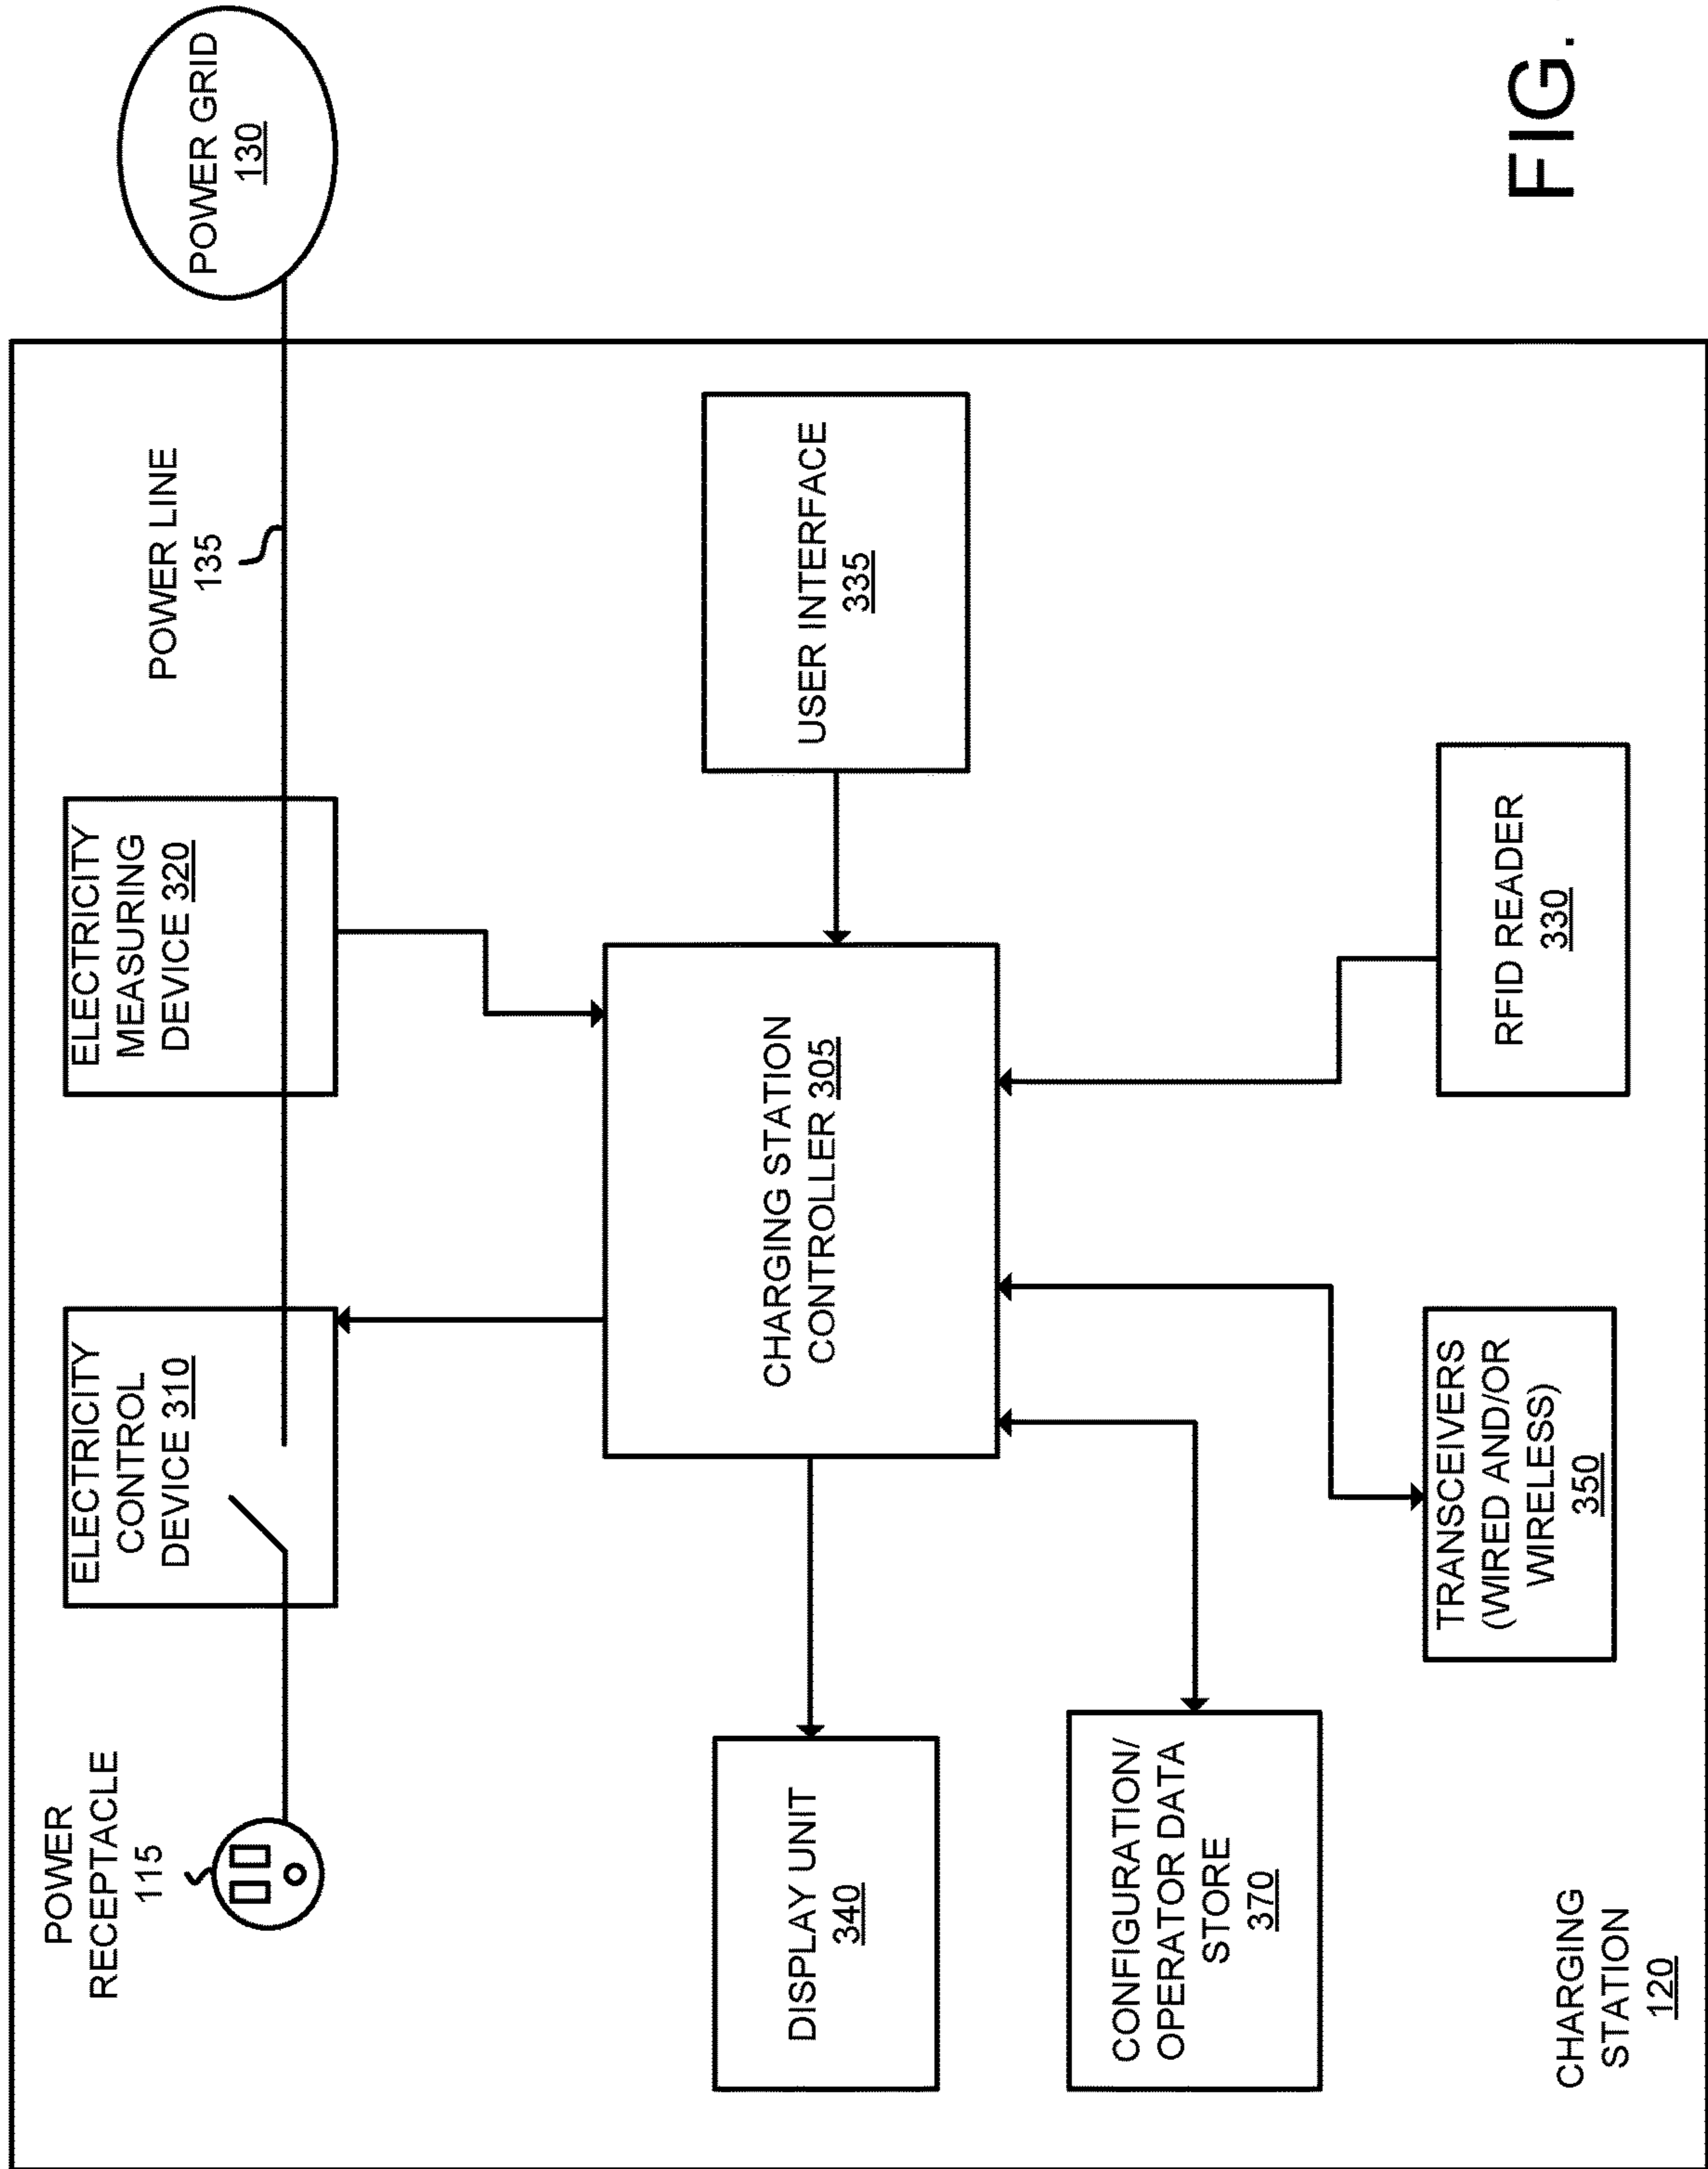 POWER
RECEPTACLE
115
ELECTRICITY
CONTROL
DEVICE 310
ELECTRICITY
MEASURING
DEVICE 320
POWER LINE
135
POWER GRID
130
DISPLAY UNIT
340
CHARGING STATION
CONTROLLER 305
USER INTERFACE
335
CONFIGURATION/
OPERATOR DATA
STORE
370
TRANSCEIVERS
(WIRED AND/OR
WIRELESS)
350
RFID READER
330
CHARGING
STATION
120
FIG.